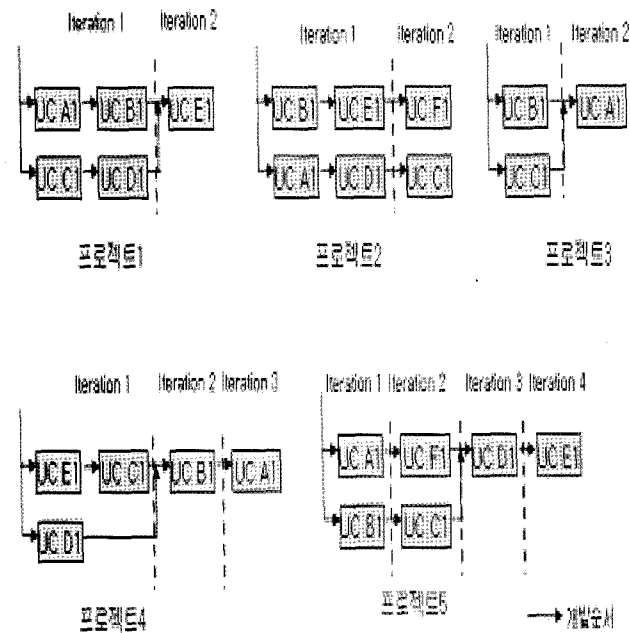 Iteration 1 Iteration 2
UC A1 UC B1 UC E1
UC C1 UC D1
프로젝트1
Iteration 1 Iteration 2
UC B1 UC E1 UC F1
UC A1 UC D1 UC C1
프로젝트2
Iteration 1 Iteration 2
UC B1 UC A1
UC C1
프로젝트3
Iteration 1 Iteration 2 Iteration 3
UC E1 UC C1 UC B1 UC A1
UC D1
프로젝트4
Iteration 1 Iteration 2 Iteration 3 Iteration 4
UC A1 UC F1 UC D1 UC E1
UC B1 UC C1
프로젝트5
개발순서